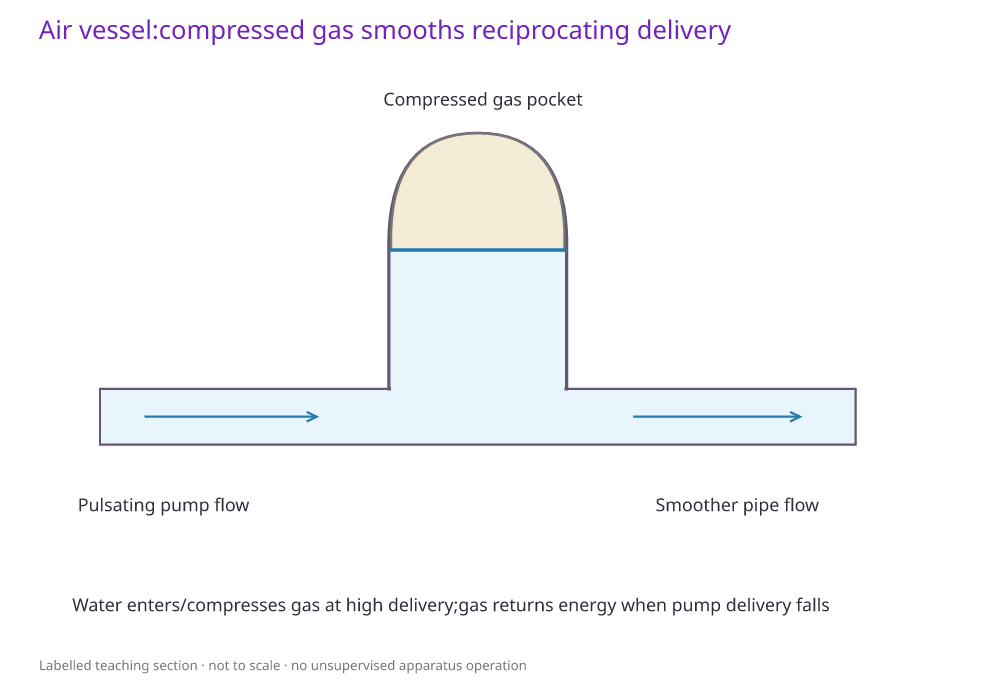 Air vessel:compressed gas smooths reciprocating delivery
Compressed gas pocket
Pulsating pump flow
Smoother pipe flow
Water enters/compresses gas at high delivery;gas returns energy when pump delivery falls
Labelled teaching section · not to scale · no unsupervised apparatus operation